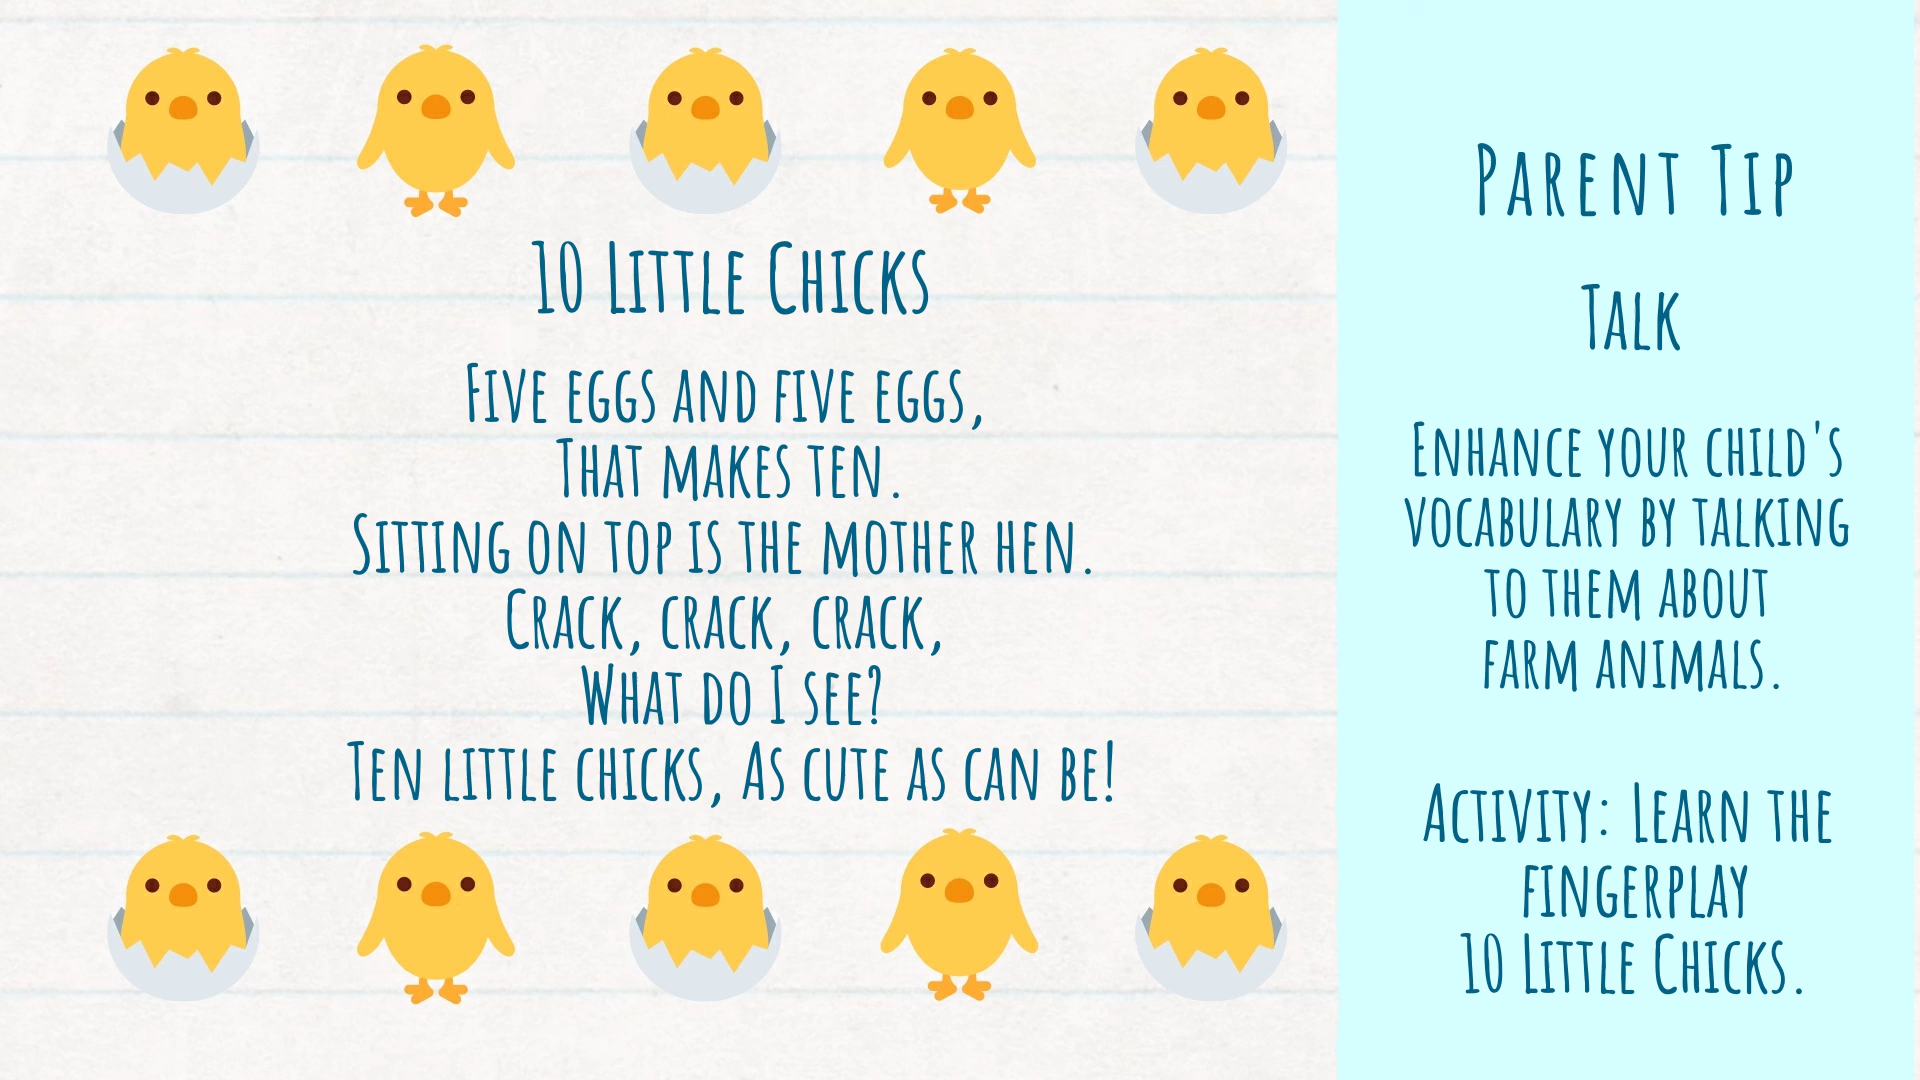 10 Little Chicks
Five eggs and five eggs,
That makes ten.
Sitting on top is the mother hen.
Crack, crack, crack,
What do I see?
Ten little chicks, As cute as can be!
Parent Tip
Talk
Enhance your child's
vocabulary by talking
to them about
farm animals.
Activity: Learn the
fingerplay
10 Little Chicks.